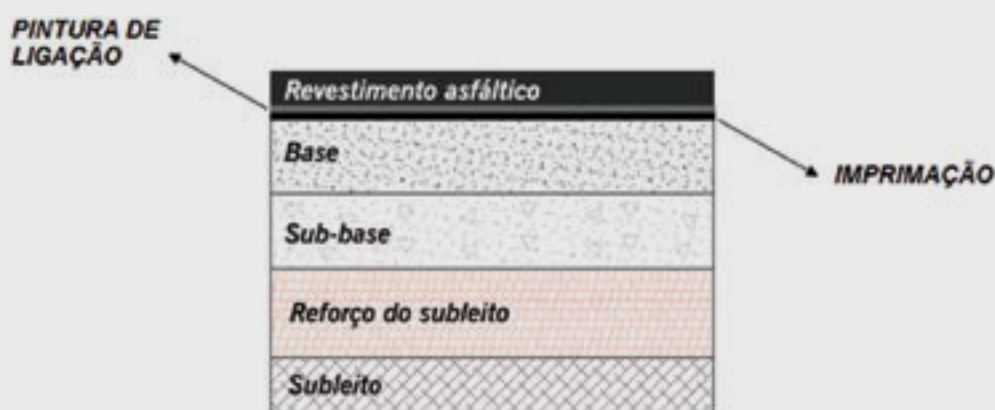 PINTURA DE
LIGAÇÃO
Revestimento asfáltico
Base
IMPRIMAÇÃO
Sub-base
Reforço do subleito
Subleito